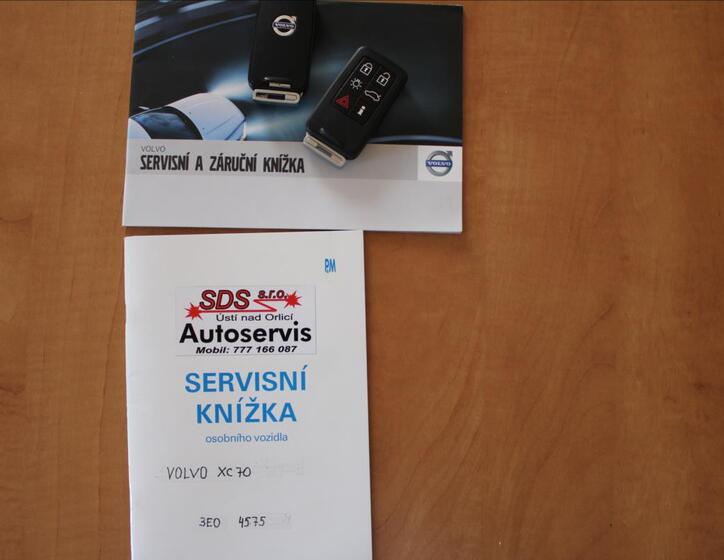 VOLVO
SERVISNÍ A ZÁRUČNÍ KNÍŽKA
VOLVO
PM
SDS s.r.o.
Ústí nad Orlicí
Autoservis
Mobil: 777 166 087
SERVISNÍ
KNÍŽKA
osobního vozidla
VOLVO XC70
3E0 4575